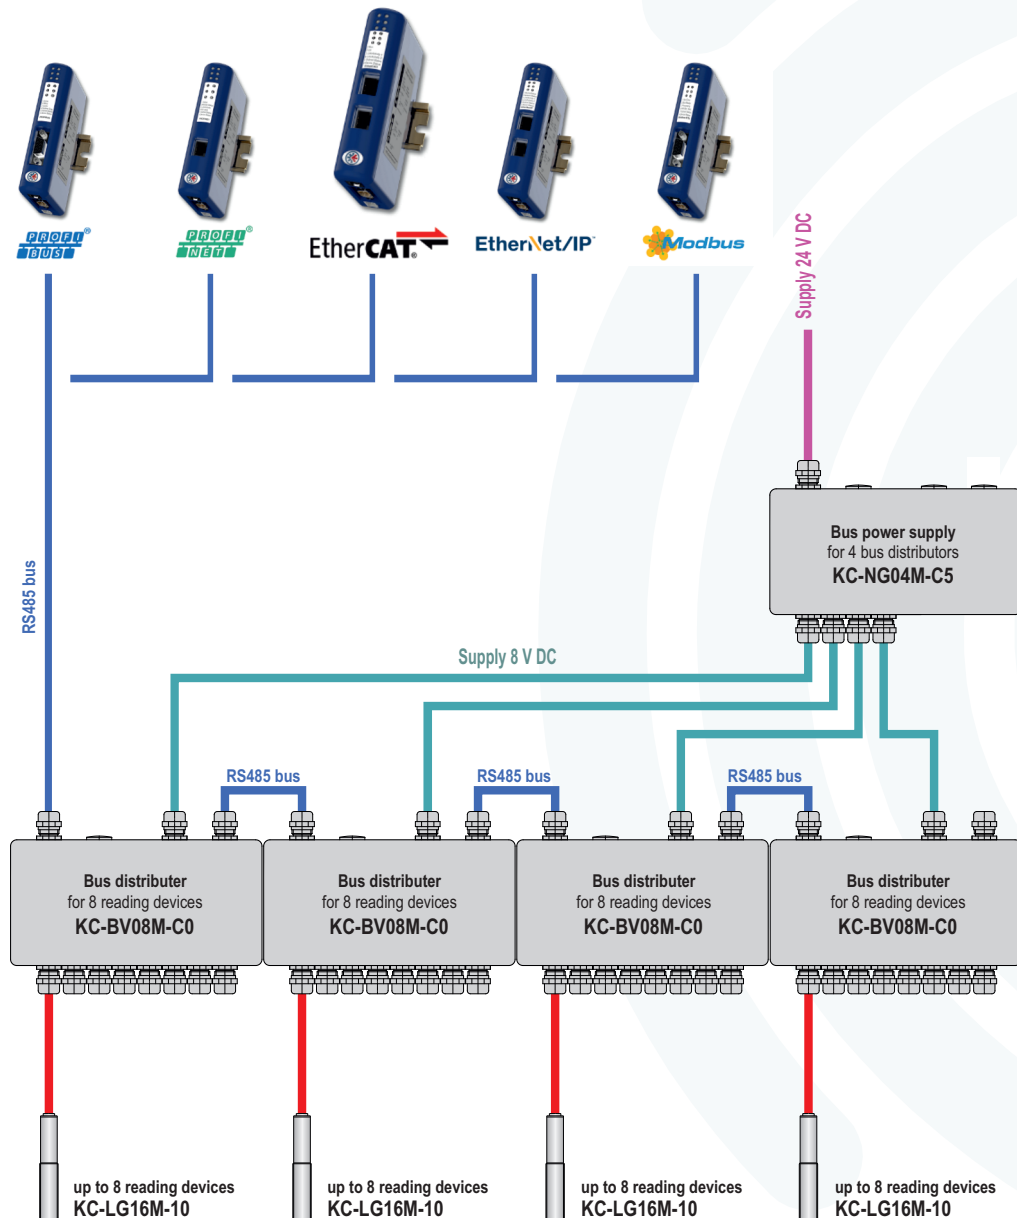 PROFI®
BUS
PROFI®
NET
EtherCAT®
EtherNet/IP™
Modbus
Supply 24 V DC
Bus power supply
for 4 bus distributors
KC-NG04M-C5
RS485 bus
Supply 8 V DC
RS485 bus
RS485 bus
RS485 bus
Bus distributer
for 8 reading devices
KC-BV08M-C0
Bus distributer
for 8 reading devices
KC-BV08M-C0
Bus distributer
for 8 reading devices
KC-BV08M-C0
Bus distributer
for 8 reading devices
KC-BV08M-C0
up to 8 reading devices
KC-LG16M-10
up to 8 reading devices
KC-LG16M-10
up to 8 reading devices
KC-LG16M-10
up to 8 reading devices
KC-LG16M-10